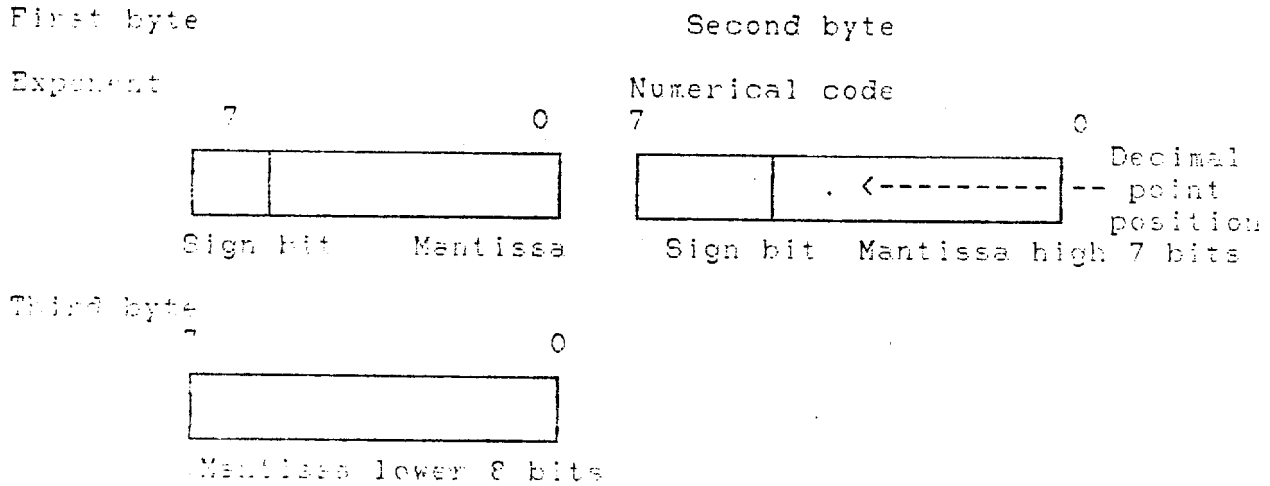 First byte
Second byte
Exponent
Numerical code
7 0
7 0
. <--------- -- Decimal point position
Sign bit Mantissa
Sign bit Mantissa high 7 bits
Third byte
7 0
Mantissa lower 8 bits